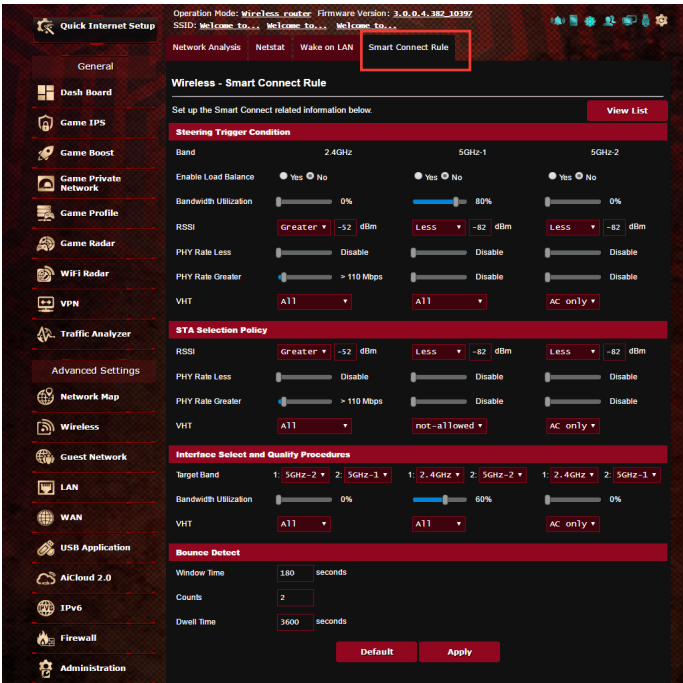 Quick Internet Setup
General
Dash Board
Game IPS
Game Boost
Game Private
Network
Game Profile
Game Radar
WiFi Radar
VPN
Traffic Analyzer
Advanced Settings
Network Map
Wireless
Guest Network
LAN
WAN
USB Application
AiCloud 2.0
IPv6
Firewall
Administration
Operation Mode: Wireless router Firmware Version: 3.0.0.4.382_10397
SSID: Welcome to... Welcome to... Welcome to...
Network Analysis Netstat Wake on LAN Smart Connect Rule
Wireless - Smart Connect Rule
Set up the Smart Connect related information below. View List
Steering Trigger Condition
Band 2.4GHz 5GHz-1 5GHz-2
Enable Load Balance Yes No Yes No Yes No
Bandwidth Utilization 0% 80% 0%
RSSI Greater -52 dBm Less -82 dBm Less -82 dBm
PHY Rate Less Disable Disable Disable
PHY Rate Greater > 110 Mbps Disable Disable
VHT All All AC only
STA Selection Policy
RSSI Greater -52 dBm Less -82 dBm Less -82 dBm
PHY Rate Less Disable Disable Disable
PHY Rate Greater > 110 Mbps Disable Disable
VHT All not-allowed AC only
Interface Select and Qualify Procedures
Target Band 1: 5GHz-2 2: 5GHz-1 1: 2.4GHz 2: 5GHz-2 1: 2.4GHz 2: 5GHz-1
Bandwidth Utilization 0% 60% 0%
VHT All All AC only
Bounce Detect
Window Time 180 seconds
Counts 2
Dwell Time 3600 seconds
Default Apply